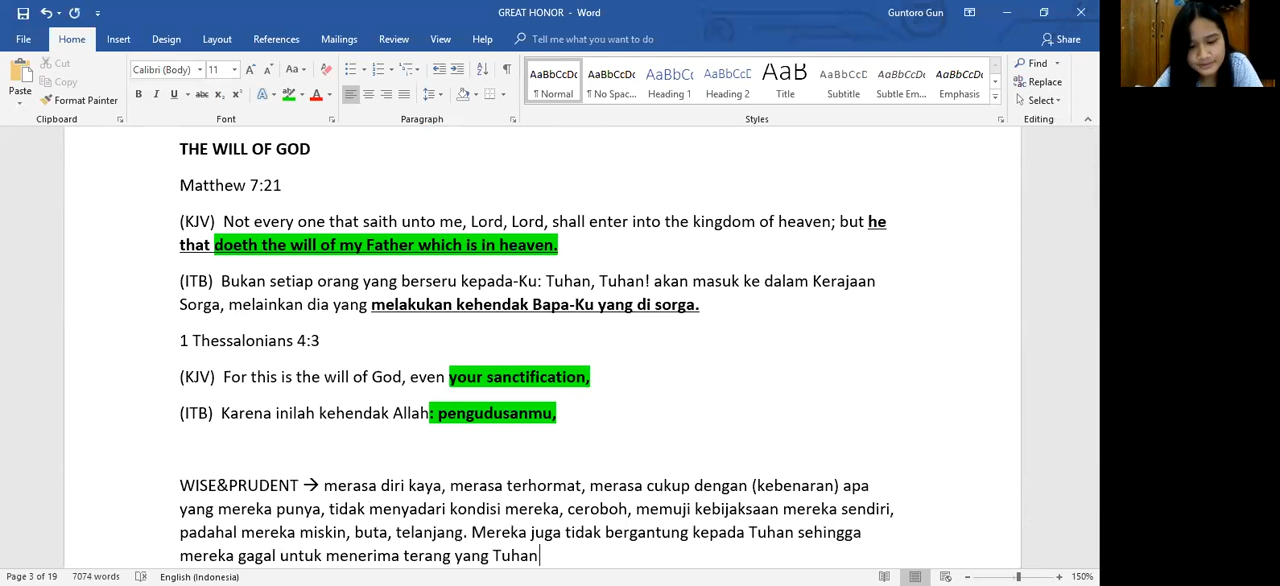 GREAT HONOR - Word
Guntoro Gun
File Home Insert Design Layout References Mailings Review View Help Tell me what you want to do Share
Paste
Cut
Copy
Format Painter
Calibri (Body) 11
Aa
B I U abc x₂ x² A A
AaBbCcDc AaBbCcDc AaBbCc AaBbCcD AaB AaBbCcD AaBbCcDc AaBbCcDc
¶ Normal ¶ No Spac... Heading 1 Heading 2 Title Subtitle Subtle Em... Emphasis
Find
Replace
Select
Clipboard Font Paragraph Styles Editing
THE WILL OF GOD
Matthew 7:21
(KJV) Not every one that saith unto me, Lord, Lord, shall enter into the kingdom of heaven; but he
that doeth the will of my Father which is in heaven.
(ITB) Bukan setiap orang yang berseru kepada-Ku: Tuhan, Tuhan! akan masuk ke dalam Kerajaan
Sorga, melainkan dia yang melakukan kehendak Bapa-Ku yang di sorga.
1 Thessalonians 4:3
(KJV) For this is the will of God, even your sanctification,
(ITB) Karena inilah kehendak Allah: pengudusanmu,
WISE&PRUDENT → merasa diri kaya, merasa terhormat, merasa cukup dengan (kebenaran) apa
yang mereka punya, tidak menyadari kondisi mereka, ceroboh, memuji kebijaksaan mereka sendiri,
padahal mereka miskin, buta, telanjang. Mereka juga tidak bergantung kepada Tuhan sehingga
mereka gagal untuk menerima terang yang Tuhan
Page 3 of 19 7074 words English (Indonesia) 150%